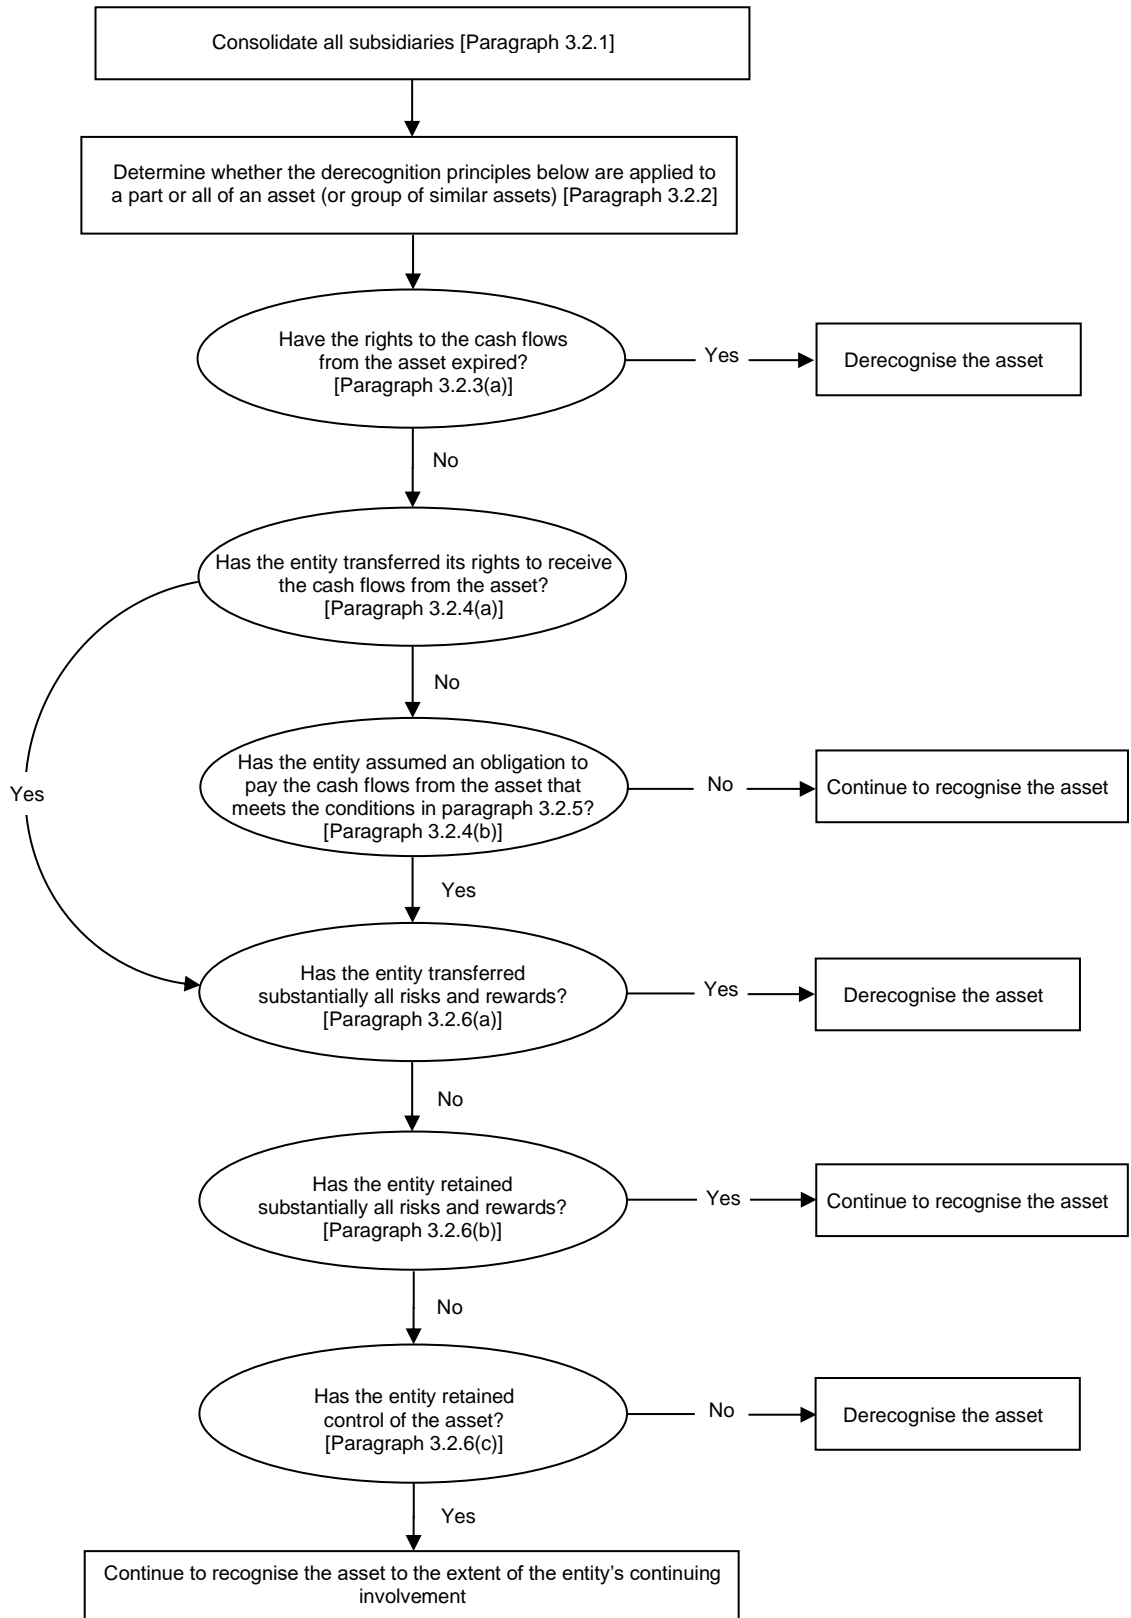 Consolidate all subsidiaries [Paragraph 3.2.1]
Determine whether the derecognition principles below are applied to
a part or all of an asset (or group of similar assets) [Paragraph 3.2.2]
Have the rights to the cash flows
from the asset expired?
[Paragraph 3.2.3(a)]
Yes
Derecognise the asset
No
Has the entity transferred its rights to receive
the cash flows from the asset?
[Paragraph 3.2.4(a)]
No
Yes
Has the entity assumed an obligation to
pay the cash flows from the asset that
meets the conditions in paragraph 3.2.5?
[Paragraph 3.2.4(b)]
No
Continue to recognise the asset
Yes
Has the entity transferred
substantially all risks and rewards?
[Paragraph 3.2.6(a)]
Yes
Derecognise the asset
No
Has the entity retained
substantially all risks and rewards?
[Paragraph 3.2.6(b)]
Yes
Continue to recognise the asset
No
Has the entity retained
control of the asset?
[Paragraph 3.2.6(c)]
No
Derecognise the asset
Yes
Continue to recognise the asset to the extent of the entity’s continuing
involvement